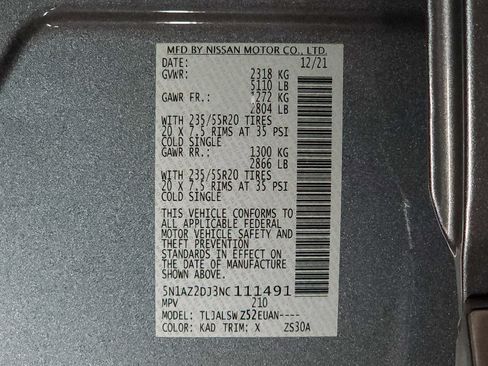 MFD BY NISSAN MOTOR CO., LTD.
DATE: 12/21
GVWR: 2318 KG
5110 LB
GAWR FR.: 1272 KG
2804 LB
WITH 235/55R20 TIRES
20 X 7.5 RIMS AT 35 PSI
COLD SINGLE
GAWR RR.: 1300 KG
2866 LB
WITH 235/55R20 TIRES
20 X 7.5 RIMS AT 35 PSI
COLD SINGLE
THIS VEHICLE CONFORMS TO
ALL APPLICABLE FEDERAL
MOTOR VEHICLE SAFETY AND
THEFT PREVENTION
STANDARDS IN EFFECT ON
THE DATE OF MANUFACTURE
SHOWN ABOVE.
5N1AZ2DJ3NC111491
MPV 210
MODEL: TLJALSWZ52EUAN----
COLOR: KAD TRIM: X ZS30A